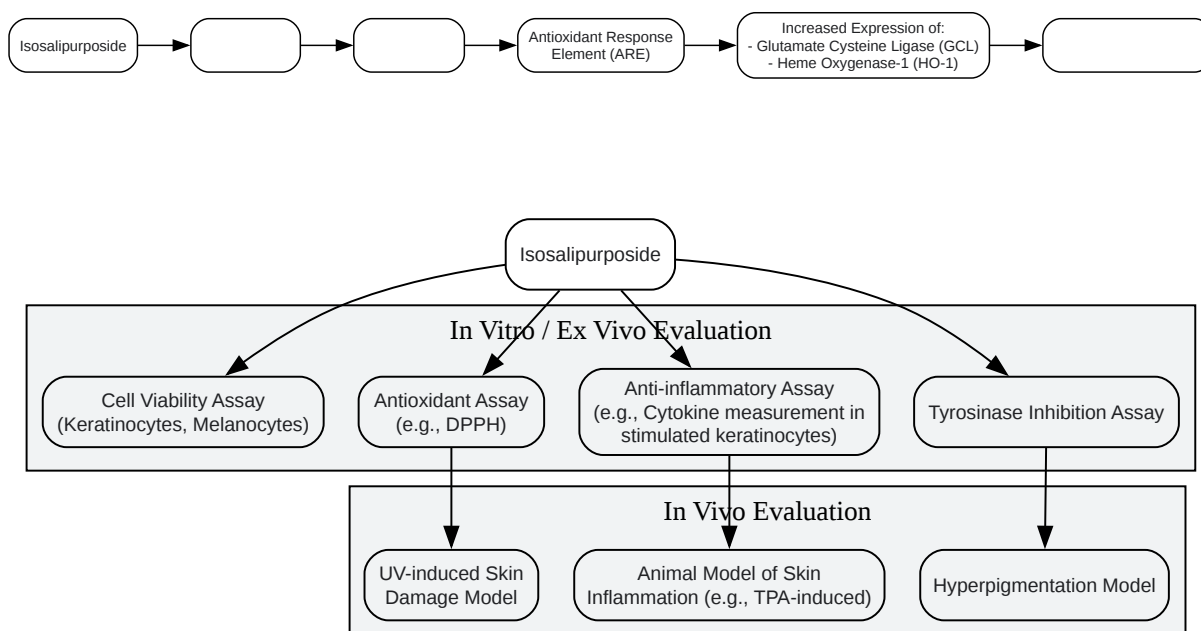 Isosalipurposide
Antioxidant Response
Element (ARE)
Increased Expression of:
- Glutamate Cysteine Ligase (GCL)
- Heme Oxygenase-1 (HO-1)
Isosalipurposide
In Vitro / Ex Vivo Evaluation
Cell Viability Assay
(Keratinocytes, Melanocytes)
Antioxidant Assay
(e.g., DPPH)
Anti-inflammatory Assay
(e.g., Cytokine measurement in
stimulated keratinocytes)
Tyrosinase Inhibition Assay
In Vivo Evaluation
UV-induced Skin
Damage Model
Animal Model of Skin
Inflammation (e.g., TPA-induced)
Hyperpigmentation Model